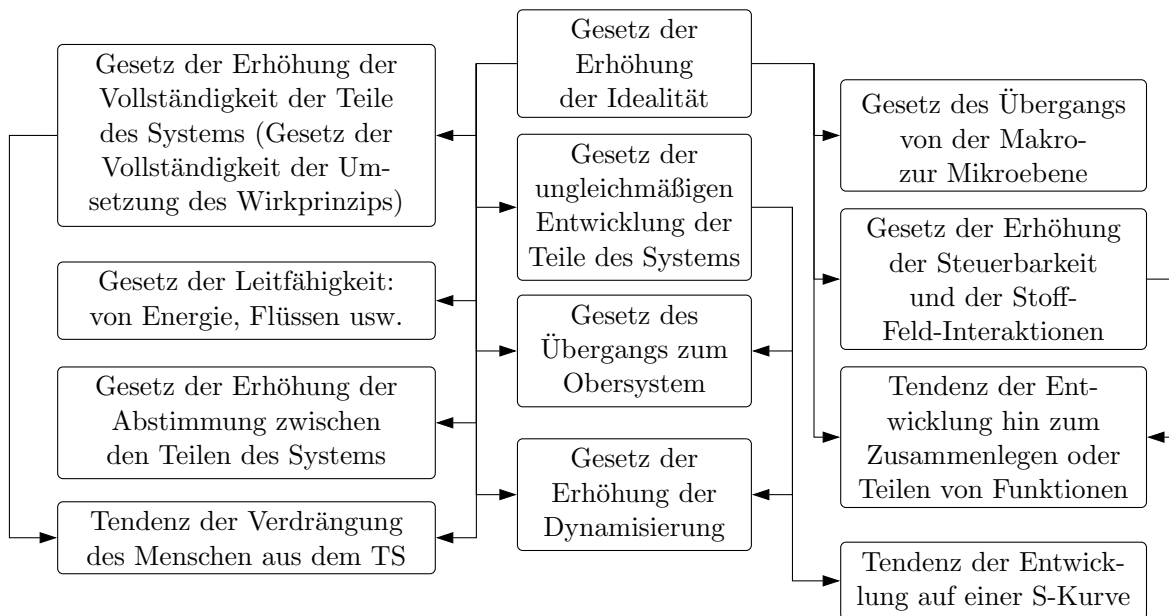 Gesetz der Erhöhung der
Vollständigkeit der Teile
des Systems (Gesetz der
Vollständigkeit der Um-
setzung des Wirkprinzips)
Gesetz der Leitfähigkeit:
von Energie, Flüssen usw.
Gesetz der Erhöhung der
Abstimmung zwischen
den Teilen des Systems
Tendenz der Verdrängung
des Menschen aus dem TS
Gesetz der
Erhöhung
der Idealität
Gesetz der
ungleichmäßigen
Entwicklung der
Teile des Systems
Gesetz des
Übergangs zum
Obersystem
Gesetz der
Erhöhung der
Dynamisierung
Gesetz des Übergangs
von der Makro-
zur Mikroebene
Gesetz der Erhöhung
der Steuerbarkeit
und der Stoff-
Feld-Interaktionen
Tendenz der Ent-
wicklung hin zum
Zusammenlegen oder
Teilen von Funktionen
Tendenz der Entwick-
lung auf einer S-Kurve